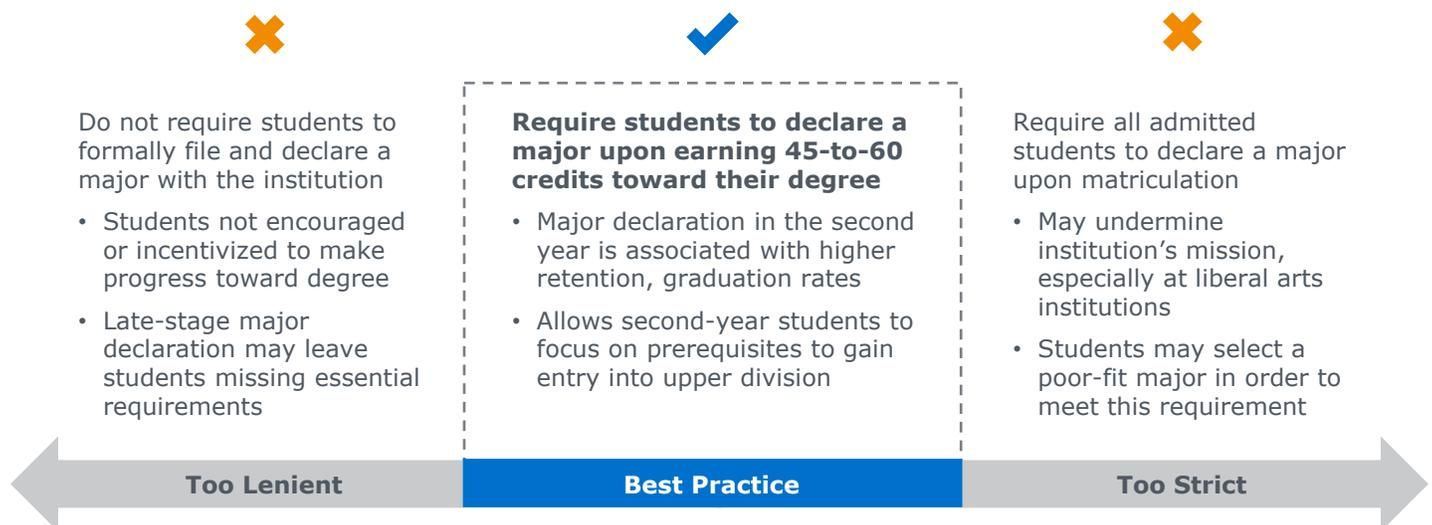 Do not require students to
formally file and declare a
major with the institution
• Students not encouraged
or incentivized to make
progress toward degree
• Late-stage major
declaration may leave
students missing essential
requirements
Require students to declare a
major upon earning 45-to-60
credits toward their degree
• Major declaration in the second
year is associated with higher
retention, graduation rates
• Allows second-year students to
focus on prerequisites to gain
entry into upper division
Require all admitted
students to declare a major
upon matriculation
• May undermine
institution’s mission,
especially at liberal arts
institutions
• Students may select a
poor-fit major in order to
meet this requirement
Too Lenient
Best Practice
Too Strict